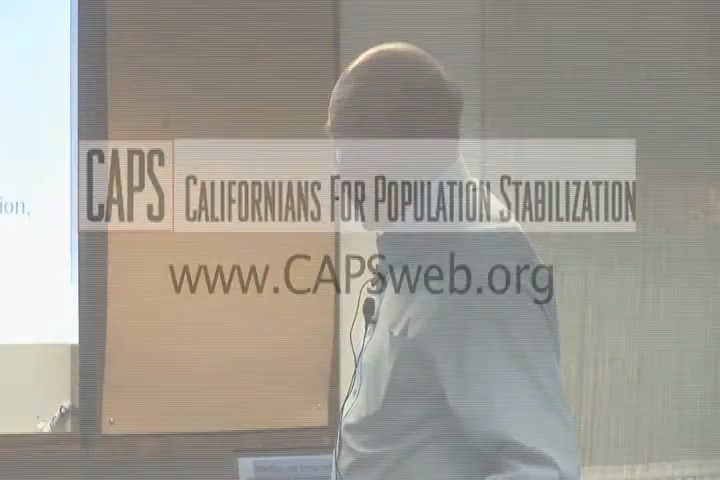 CAPS CALIFORNIANS FOR POPULATION STABILIZATION
www.CAPSweb.org
ion,